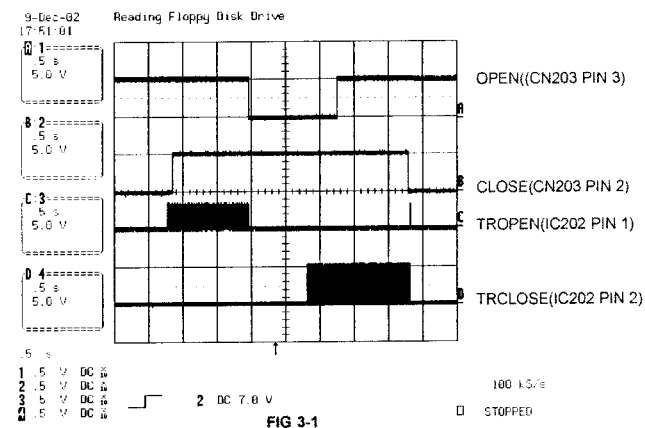 9-Dec-02
17:51:01
Reading Floppy Disk Drive
A 1
.5 s
5.0 V
B 2
.5 s
5.0 V
C 3
.5 s
5.0 V
D 4
.5 s
5.0 V
OPEN((CN203 PIN 3)
A
CLOSE(CN203 PIN 2)
B
TROPEN(IC202 PIN 1)
C
TRCLOSE(IC202 PIN 2)
D
.5 s
1 .5 V DC
2 .5 V DC
3 .5 V DC
4 .5 V DC
2 DC 7.0 V
100 kS/s
STOPPED
FIG 3-1